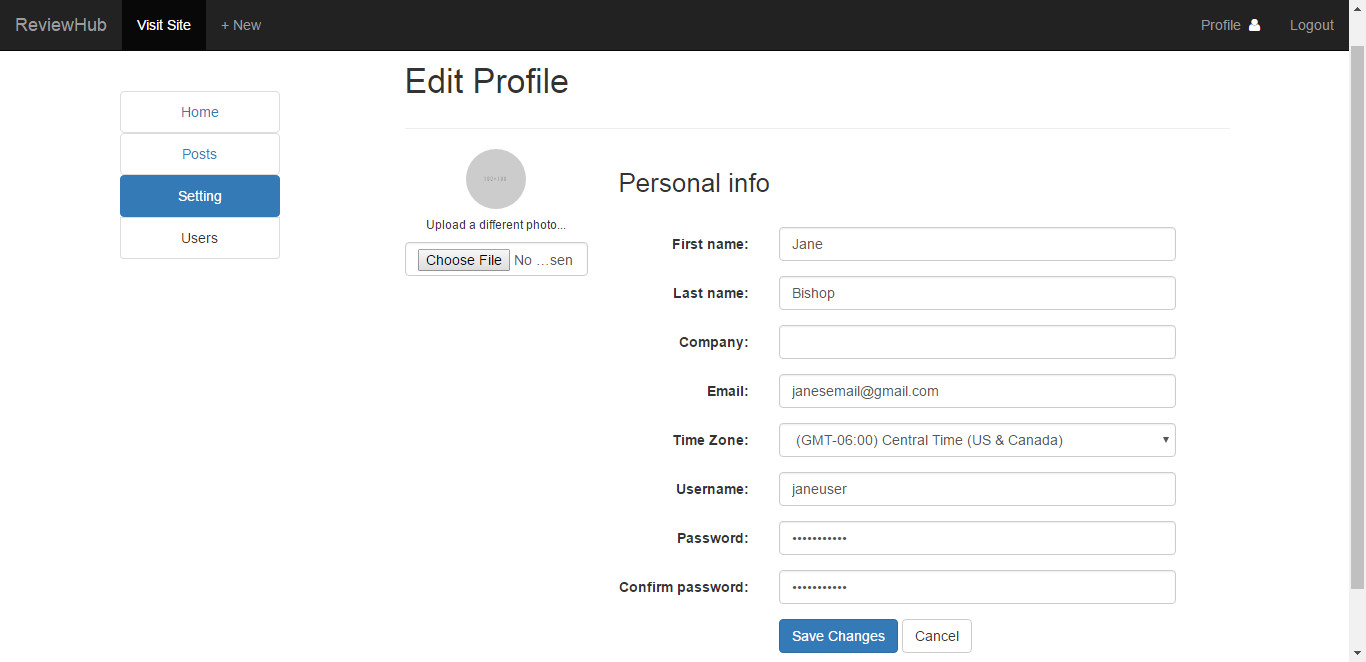 ReviewHub Visit Site + New Profile Logout
Edit Profile
Home
Posts
Setting
Users
Upload a different photo...
Choose File No ...sen
Personal info
First name: Jane
Last name: Bishop
Company:
Email: janesemail@gmail.com
Time Zone: (GMT-06:00) Central Time (US & Canada)
Username: janeuser
Password: •••••••••••
Confirm password: •••••••••••
Save Changes Cancel